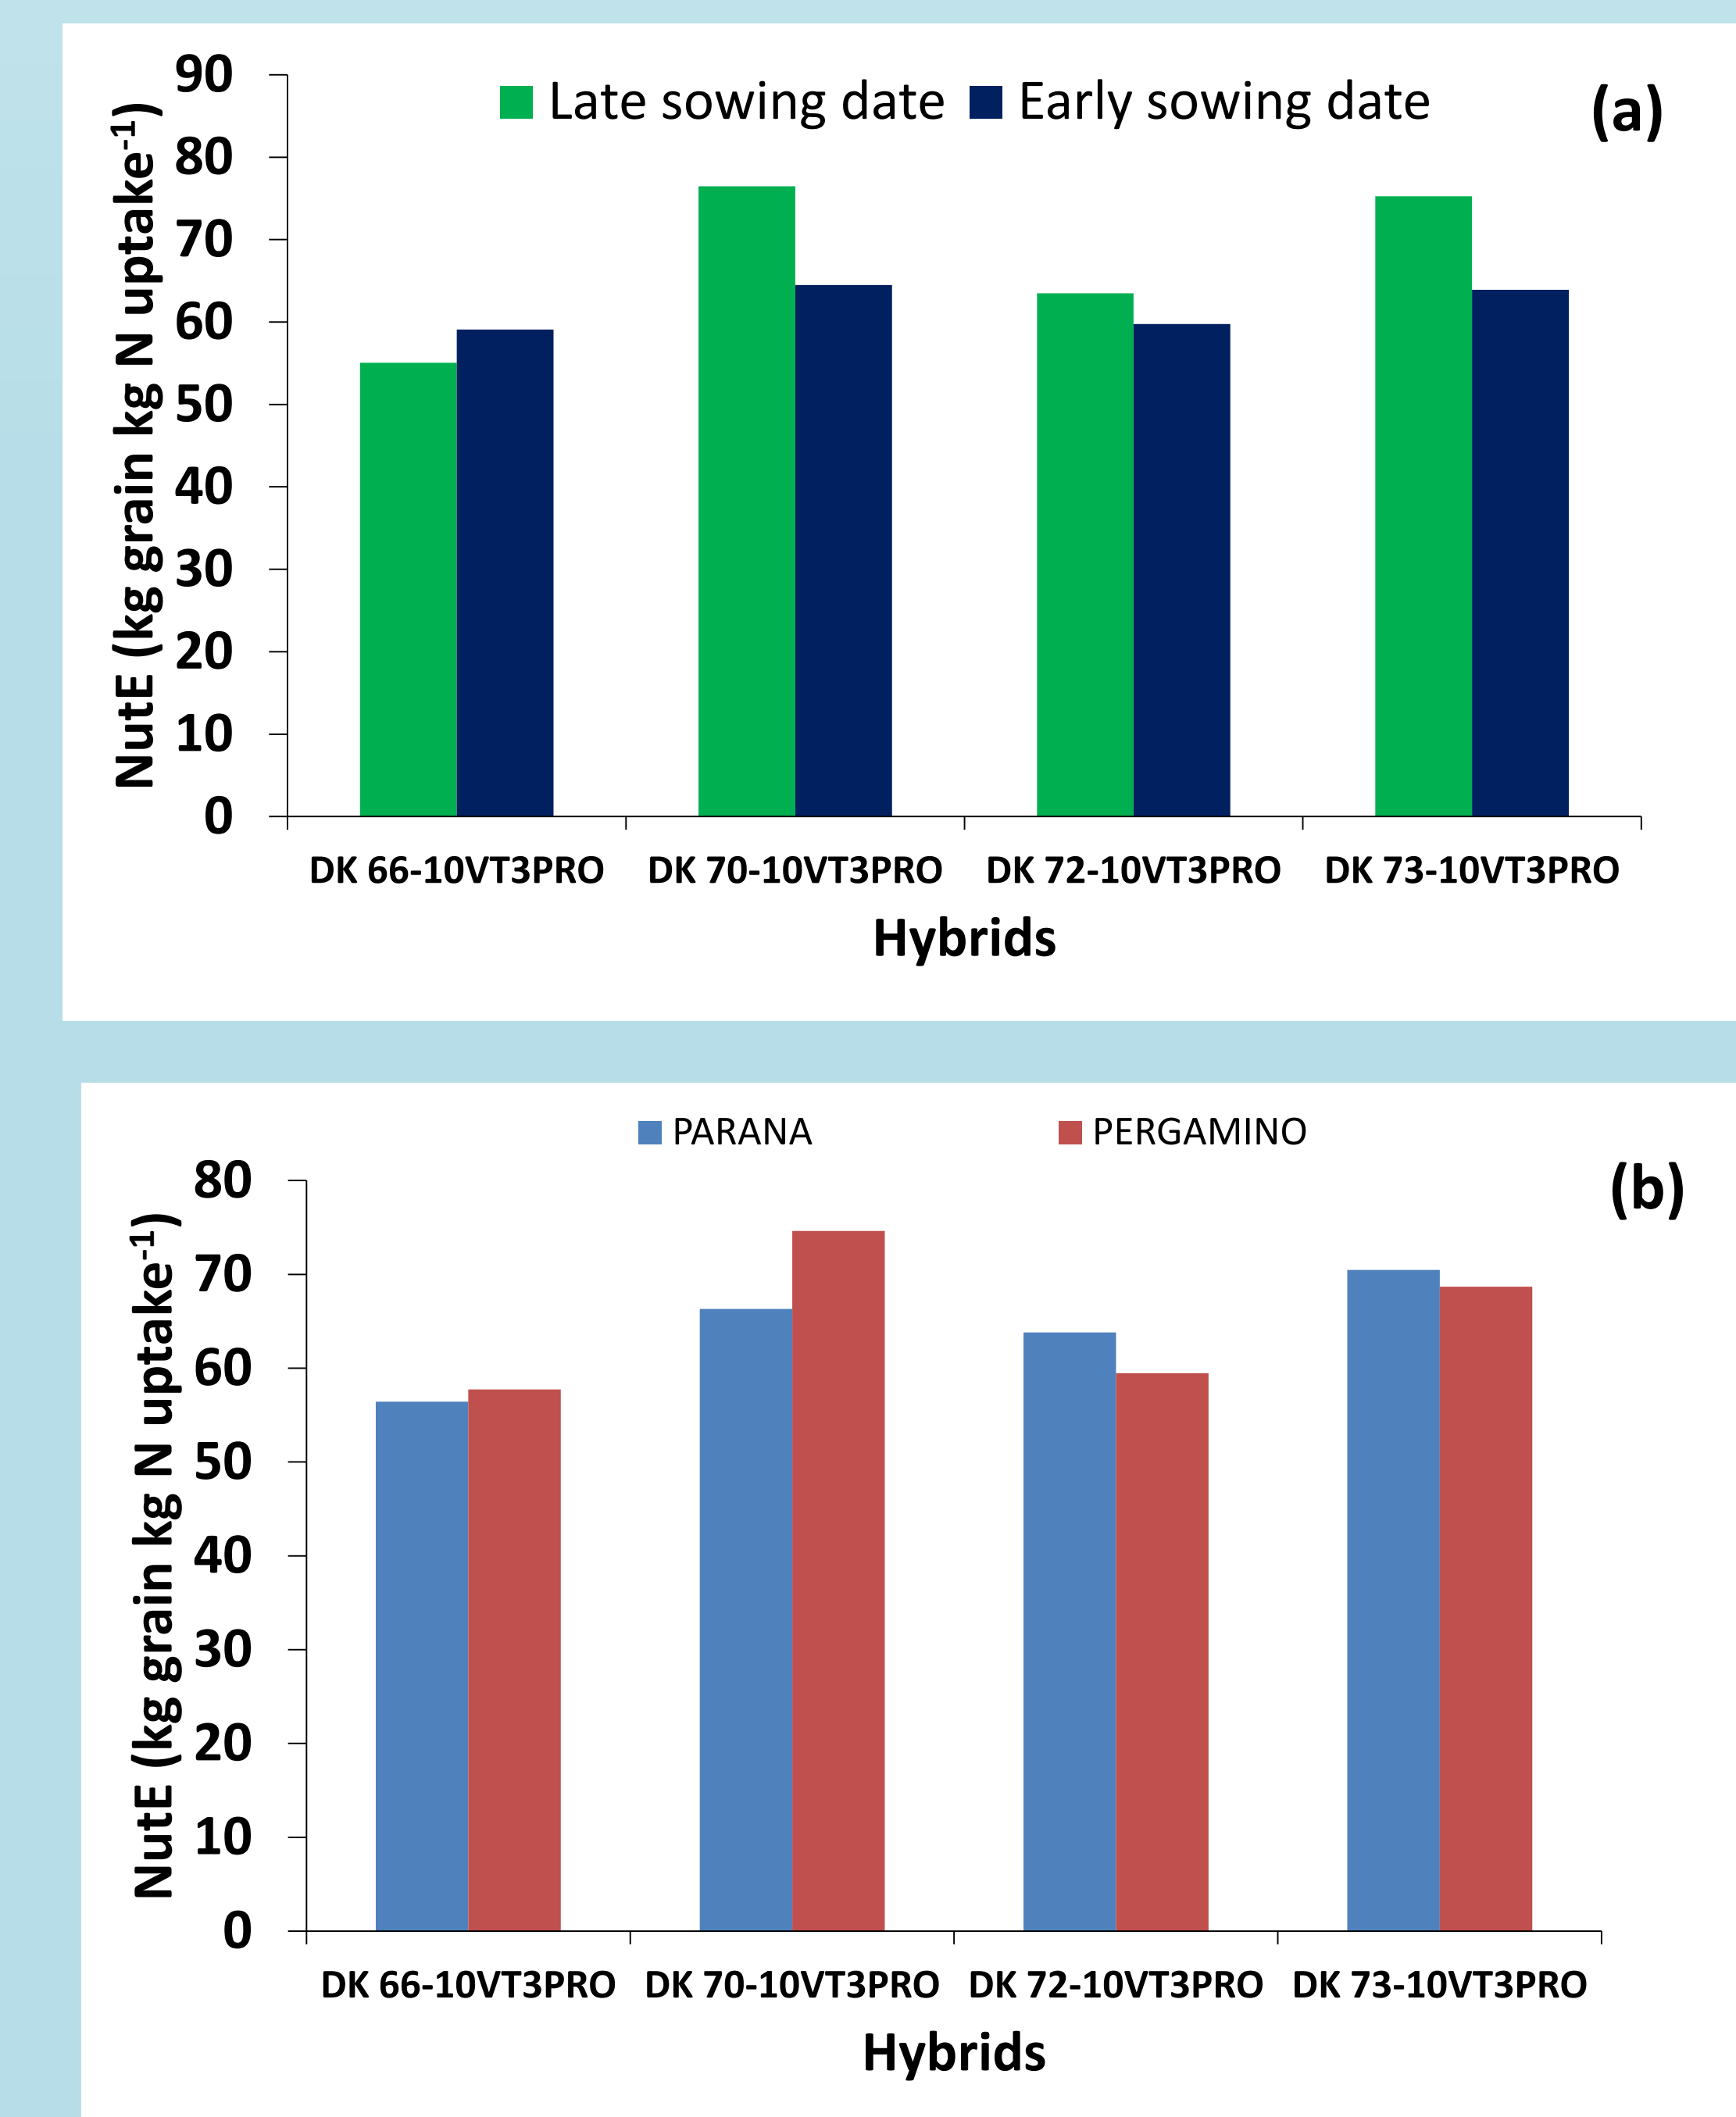 Late sowing date Early sowing date
(a)
NutE (kg grain kg N uptake-1)
90
80
70
60
50
40
30
20
10
0
DK 66-10VT3PRO DK 70-10VT3PRO DK 72-10VT3PRO DK 73-10VT3PRO
Hybrids
PARANA PERGAMINO
(b)
NutE (kg grain kg N uptake-1)
80
70
60
50
40
30
20
10
0
DK 66-10VT3PRO DK 70-10VT3PRO DK 72-10VT3PRO DK 73-10VT3PRO
Hybrids